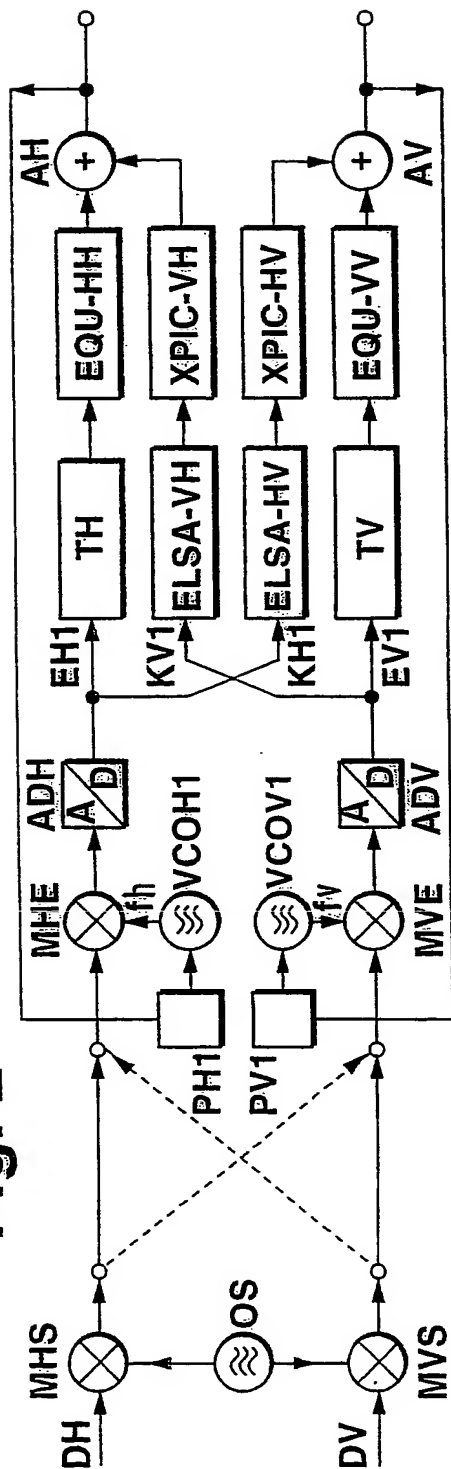 DH
MHS
OS
DV
MVS
MHE
fh
VCOH1
PH1
PV1
VCOV1
fv
MVE
ADH
A
D
A
D
ADV
EH1
KV1
KH1
EV1
TH
ELSA-VH
ELSA-HV
TV
EQU-HH
XPIC-VH
XPIC-HV
EQU-VV
AH
+
+
AV